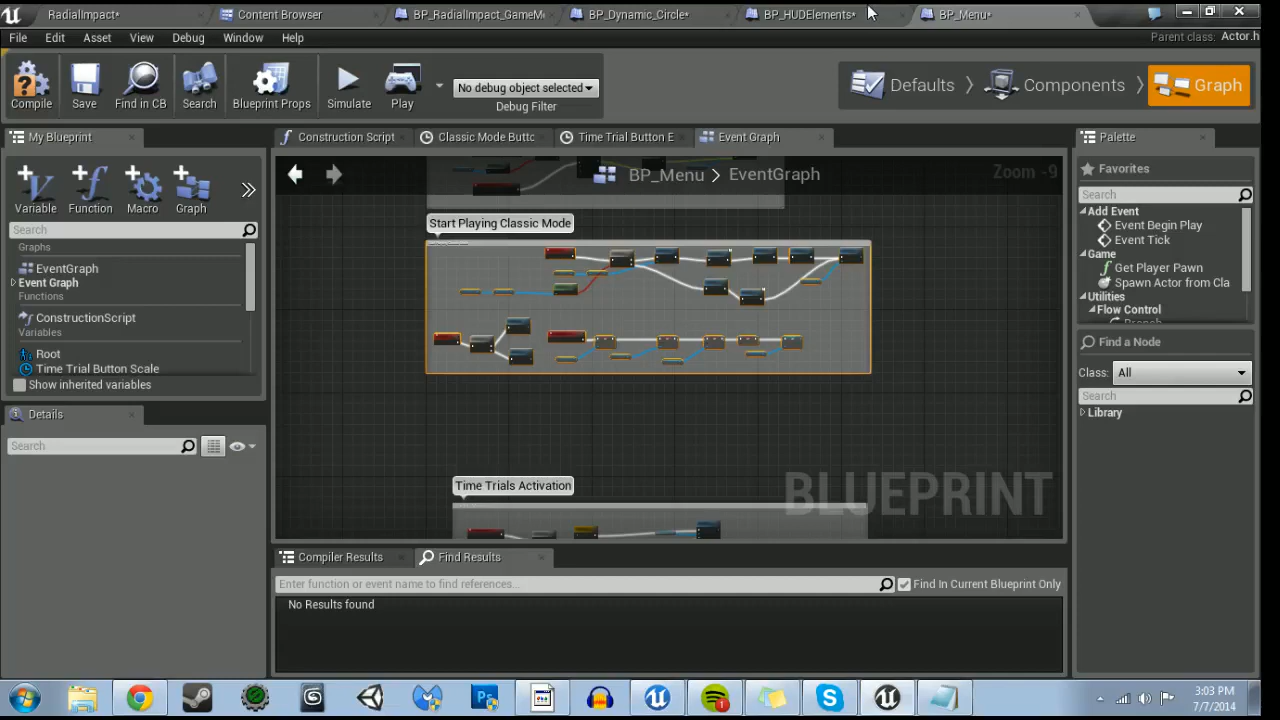 RadialImpact*
Content Browser
BP_RadialImpact_GameM
BP_Dynamic_Circle*
BP_HUDElements*
BP_Menu*
File
Edit
Asset
View
Debug
Window
Help
Parent class: Actor.h
Compile
Save
Find in CB
Search
Blueprint Props
Simulate
Play
No debug object selected
Debug Filter
Defaults
Components
Graph
My Blueprint
Construction Script
Classic Mode Buttc
Time Trial Button E
Event Graph
Palette
Variable
Function
Macro
Graph
Search
Graphs
EventGraph
Event Graph
Functions
ConstructionScript
Variables
Root
Time Trial Button Scale
Show inherited variables
Details
Search
BP_Menu > EventGraph
Zoom -9
Start Playing Classic Mode
Time Trials Activation
BLUEPRINT
Favorites
Search
Add Event
Event Begin Play
Event Tick
Game
Get Player Pawn
Spawn Actor from Cla
Utilities
Flow Control
Find a Node
Class: All
Search
Library
Compiler Results
Find Results
Enter function or event name to find references...
Find In Current Blueprint Only
No Results found
3:03 PM
7/7/2014